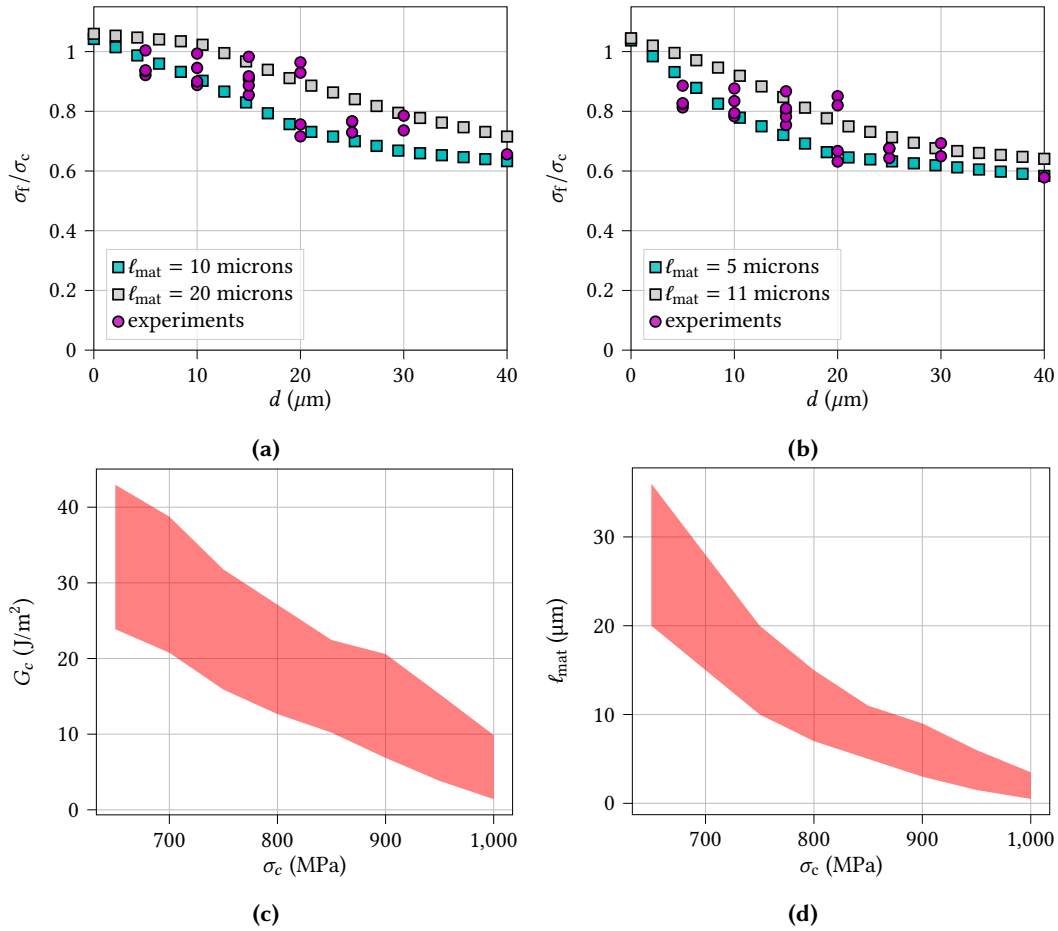 1
0.8
0.6
0.4
0.2
0
σf/σc
ℓmat = 10 microns
ℓmat = 20 microns
experiments
0 10 20 30 40
d (μm)
(a)
1
0.8
0.6
0.4
0.2
0
σf/σc
ℓmat = 5 microns
ℓmat = 11 microns
experiments
0 10 20 30 40
d (μm)
(b)
40
30
20
10
0
Gc (J/m²)
700 800 900 1,000
σc (MPa)
(c)
30
20
10
0
ℓmat (μm)
700 800 900 1,000
σc (MPa)
(d)